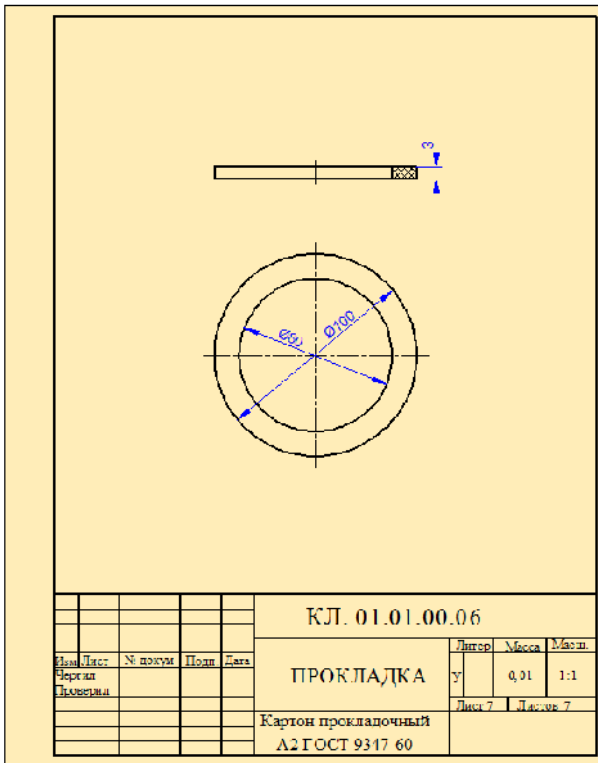 3
Ø100
КЛ. 01.01.00.06
Изм Лист № докум Подп Дата
Чертил
Проверил
ПРОКЛАДКА
Литер Масса Масш.
у 0,01 1:1
Лист 7 Листов 7
Картон прокладочный
А2 ГОСТ 9347 60